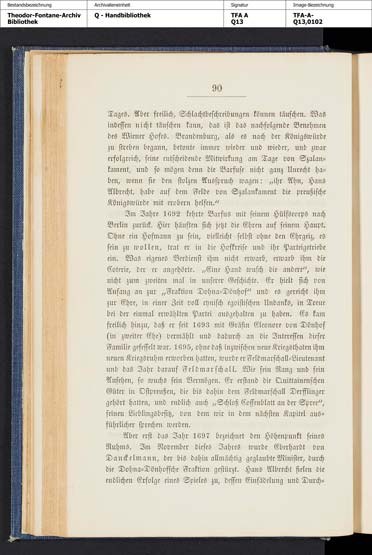 Bestandsbezeichnung
Theodor-Fontane-Archiv
Bibliothek
Archivalieneinheit
Q - Handbibliothek
Signatur
TFA A
Q13
Image-Bezeichnung
TFA-A-
Q13,0102
90
Tages. Aber freilich, Schlachtbeschreibungen können täuschen. Was
indessen nicht täuschen kann, das ist das nachfolgende Benehmen
des Wiener Hofes. Brandenburg, als es nach der Königswürde
zu streben begann, betonte immer wieder und wieder, und zwar
erfolgreich, seine entscheidende Mitwirkung am Tage von Szalan-
kament, und so mögen denn die Barfuse nicht ganz Unrecht ha-
ben, wenn sie den stolzen Ausspruch wagen: „ihr Ahn, Hans
Albrecht, habe auf dem Felde von Szalankament die preußische
Königswürde mit erobern helfen.“
Im Jahre 1692 kehrte Barfus mit seinem Hülfscorps nach
Berlin zurück. Hier häuften sich jetzt die Ehren auf seinem Haupt.
Ohne ein Hofmann zu sein, vielleicht selbst ohne den Ehrgeiz, es
sein zu wollen, trat er in die Hofkreise und ihr Parteigetriebe
ein. Was eigenes Verdienst ihm nicht erwarb, erwarb ihm die
Coterie, der er angehörte. „Eine Hand wusch die andere“, wie
nicht zum zweiten mal in unserer Geschichte. Er hielt sich von
Anfang an zur „Fraktion Dohna-Dönhof“ und es gereicht ihm
zur Ehre, in einer Zeit voll cynisch egoistischen Undanks, in Treue
bei der einmal erwählten Partei ausgehalten zu haben. Es kam
freilich hinzu, daß er seit 1693 mit Gräfin Eleonore von Dönhof
(in zweiter Ehe) vermählt und dadurch an die Interessen dieser
Familie gefesselt war. 1695, ohne daß inzwischen neue Kriegsthaten ihm
neuen Kriegsruhm erworben hatten, wurde er Feldmarschall-Lieutenant
und das Jahr darauf Feldmarschall. Wie sein Rang und sein
Ansehen, so wuchs sein Vermögen. Er erstand die Quittainenschen
Güter in Ostpreußen, die bis dahin dem Feldmarschall Derfflinger
gehört hatten, und endlich auch „Schloß Cossenblatt an der Spree“,
seinen Lieblingsbesitz, von dem wir in dem nächsten Kapitel aus-
führlicher sprechen werden.
Aber erst das Jahr 1697 bezeichnet den Höhenpunkt seines
Ruhms. Im November dieses Jahres wurde Eberhardt von
Danckelmann, der bis dahin allmächtig geglaubte Minister, durch
die Dohna-Dönhoffsche Fraktion gestürzt. Hans Albrecht fielen die
endlichen Erfolge eines Spieles zu, dessen Einfädelung und Durch-